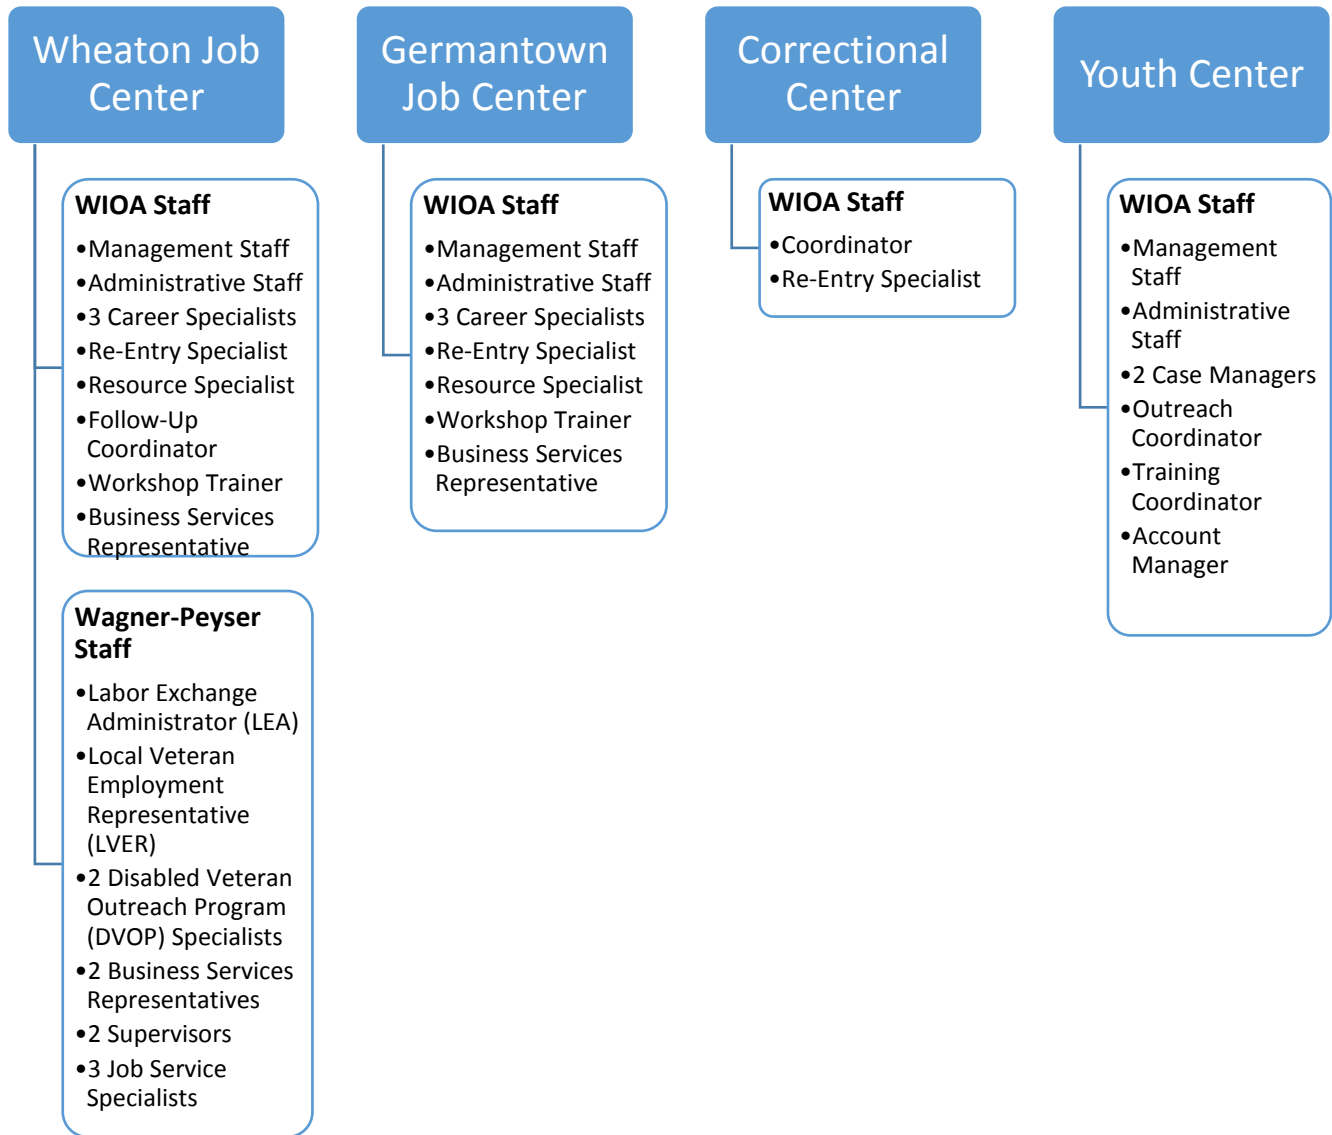 Wheaton Job
Center
WIOA Staff
•Management Staff
•Administrative Staff
•3 Career Specialists
•Re-Entry Specialist
•Resource Specialist
•Follow-Up
Coordinator
•Workshop Trainer
•Business Services
Representative
Wagner-Peyser
Staff
•Labor Exchange
Administrator (LEA)
•Local Veteran
Employment
Representative
(LVER)
•2 Disabled Veteran
Outreach Program
(DVOP) Specialists
•2 Business Services
Representatives
•2 Supervisors
•3 Job Service
Specialists
Germantown
Job Center
WIOA Staff
•Management Staff
•Administrative Staff
•3 Career Specialists
•Re-Entry Specialist
•Resource Specialist
•Workshop Trainer
•Business Services
Representative
Correctional
Center
WIOA Staff
•Coordinator
•Re-Entry Specialist
Youth Center
WIOA Staff
•Management
Staff
•Administrative
Staff
•2 Case Managers
•Outreach
Coordinator
•Training
Coordinator
•Account
Manager